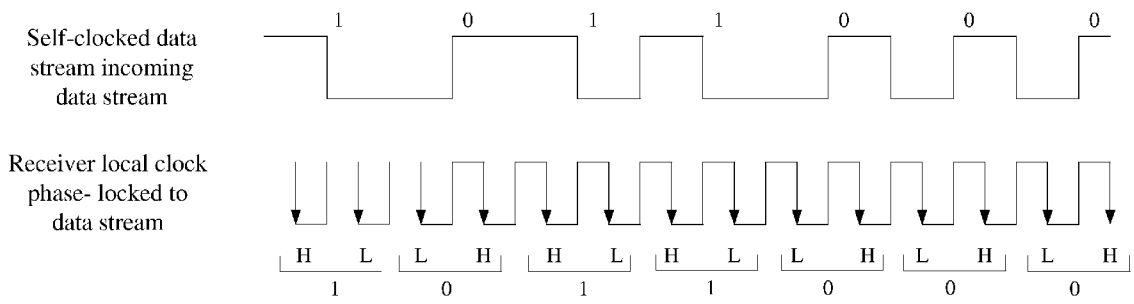 1 0 1 1 0 0 0
Self-clocked data
stream incoming
data stream
Receiver local clock
phase- locked to
data stream
H L L H H L H L L H L H L H
1 0 1 1 0 0 0